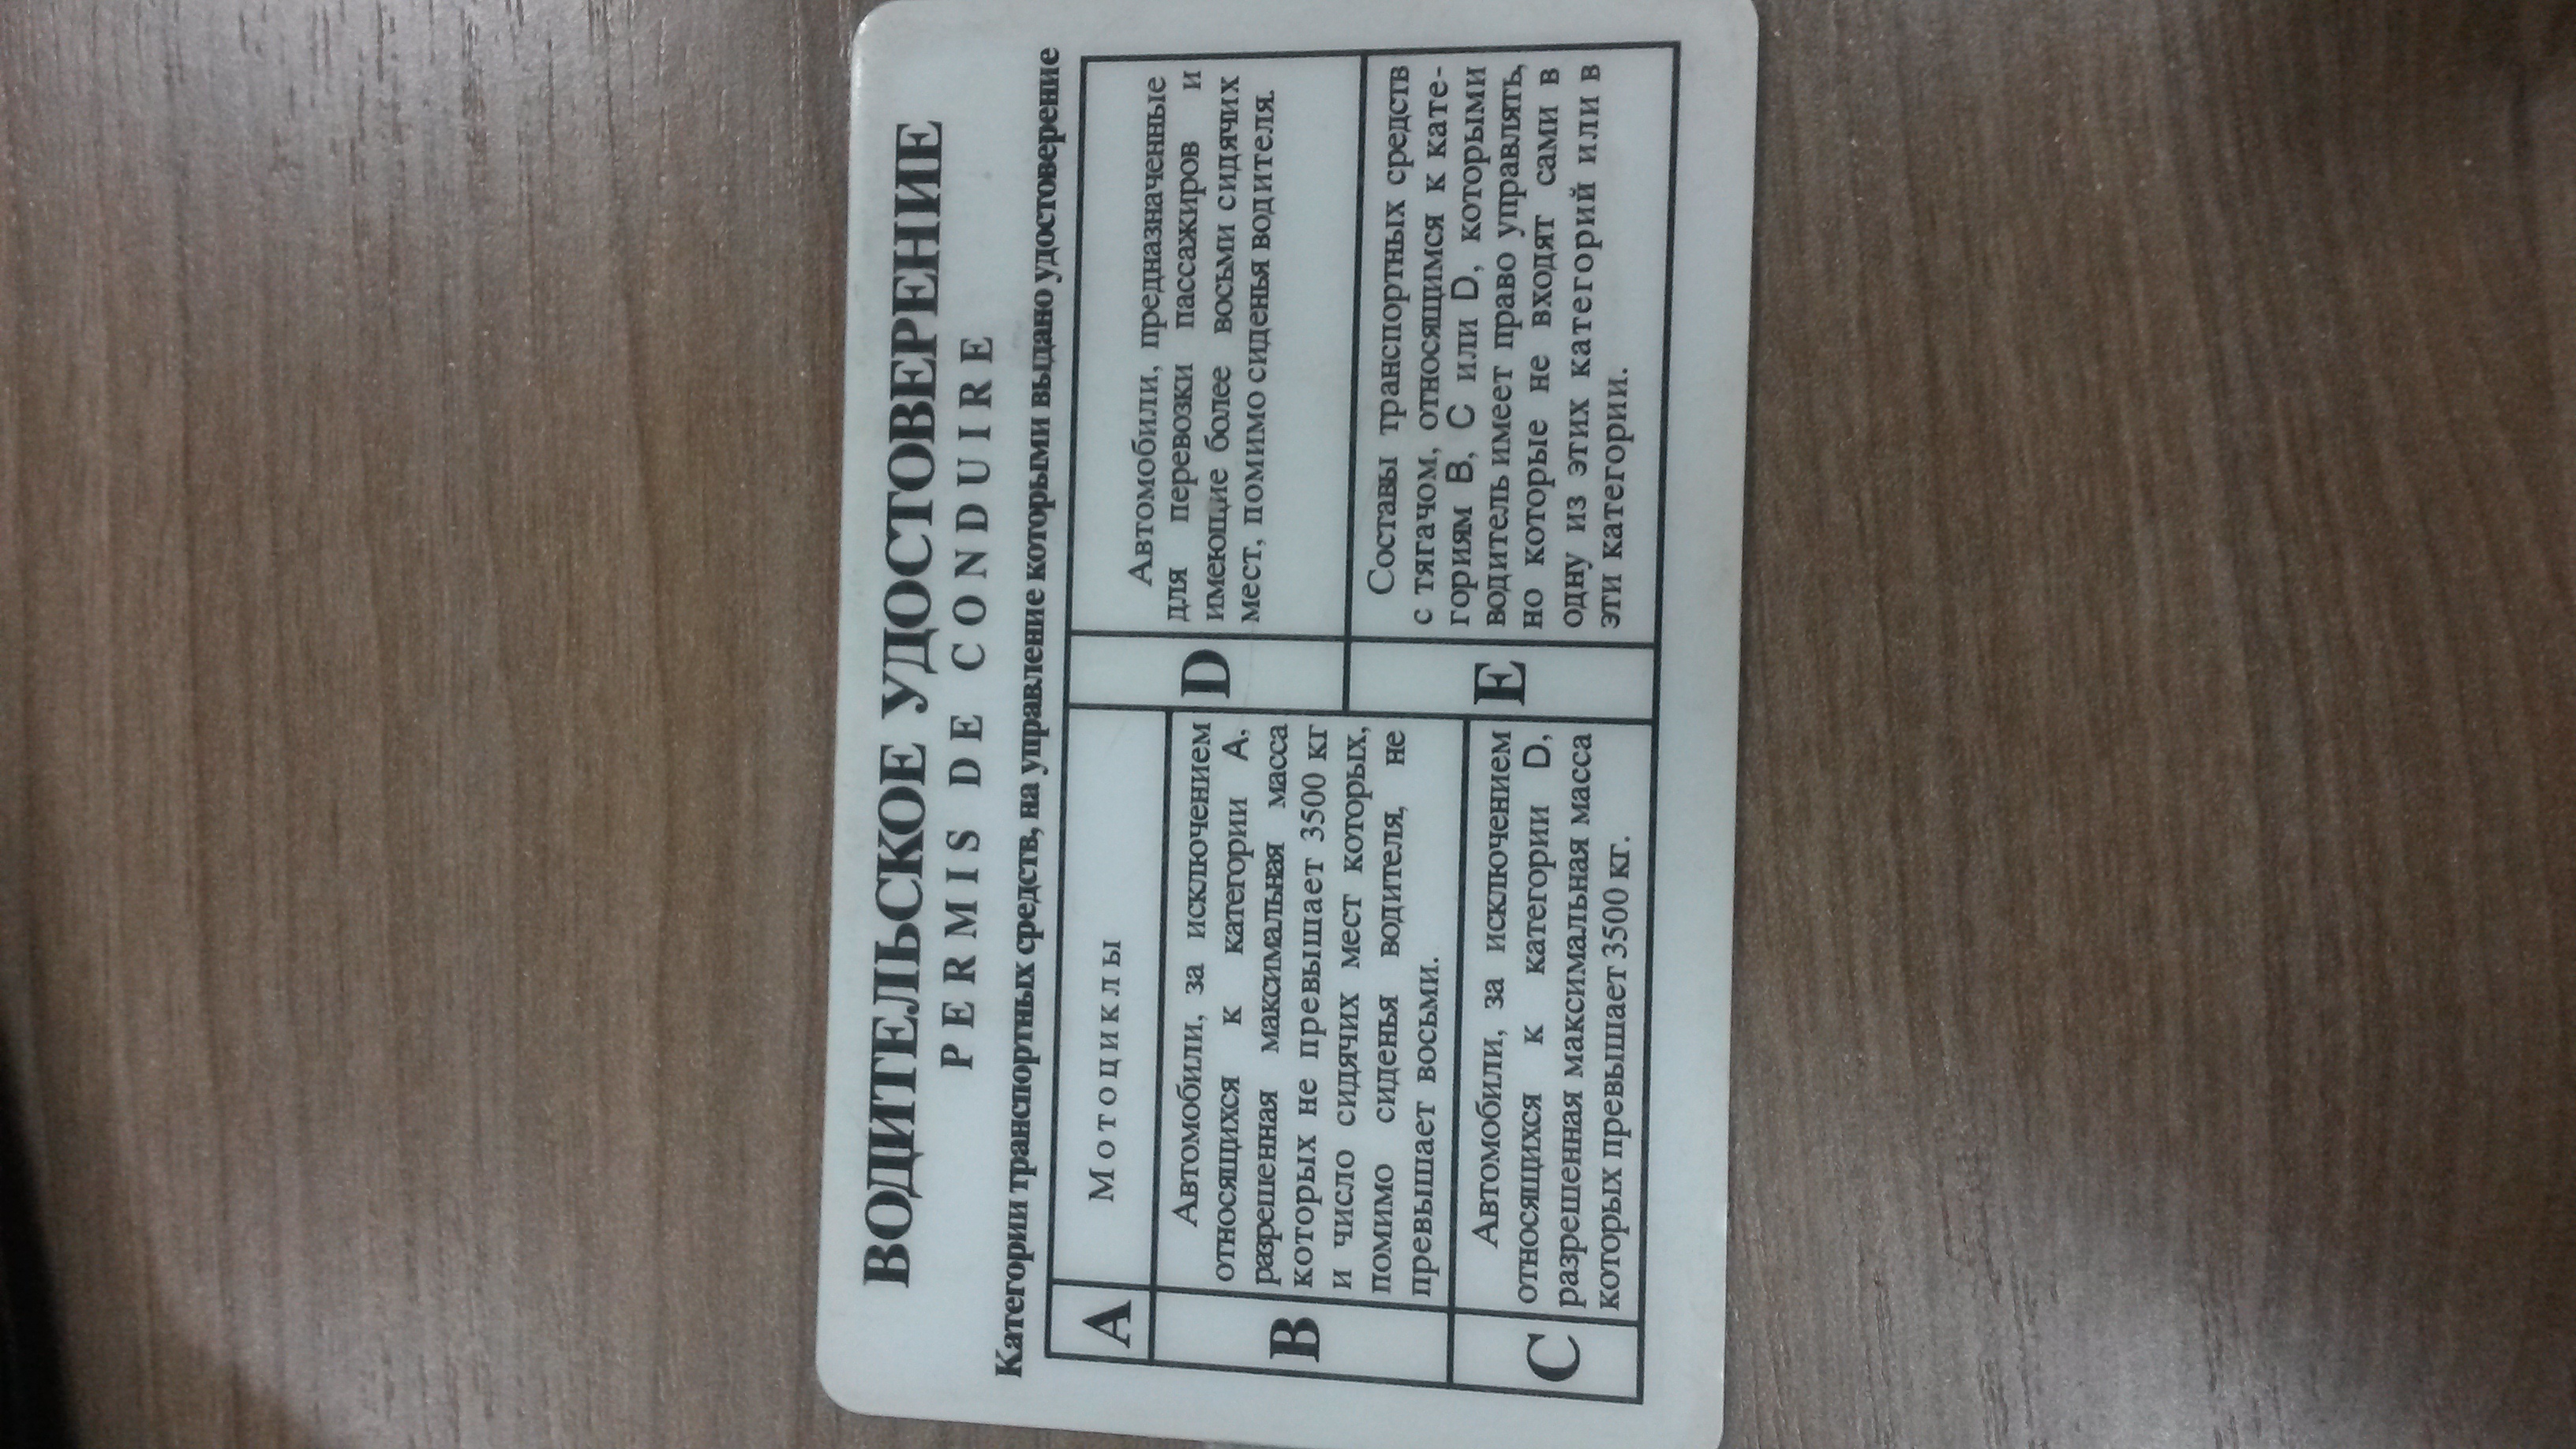 ВОДИТЕЛЬСКОЕ УДОСТОВЕРЕНИЕ
PERMIS DE CONDUIRE
Категории транспортных средств, на управление которыми выдано удостоверение
A
Мотоциклы
B
Автомобили, за исключением
относящихся к категории A,
разрешенная максимальная масса
которых не превышает 3500 кг
и число сидячих мест которых,
помимо сиденья водителя, не
превышает восьми.
C
Автомобили, за исключением
относящихся к категории D,
разрешенная максимальная масса
которых превышает 3500 кг.
D
Автомобили, предназначенные
для перевозки пассажиров и
имеющие более восьми сидячих
мест, помимо сиденья водителя.
E
Составы транспортных средств
с тягачом, относящимся к кате-
гориям B, C или D, которыми
водитель имеет право управлять,
но которые не входят сами в
одну из этих категорий или в
эти категории.